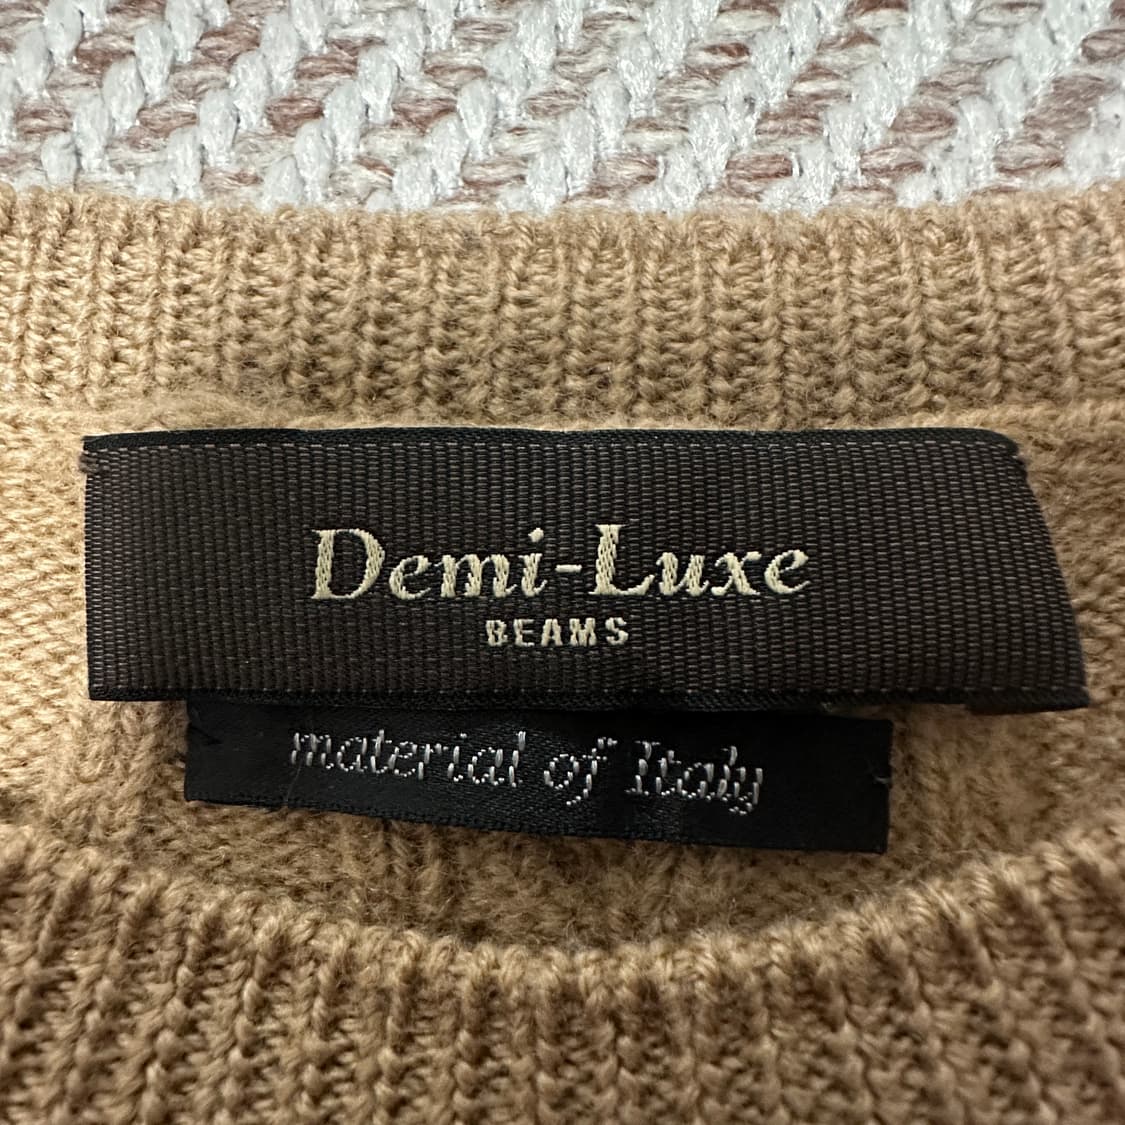 Demi-Luxe
BEAMS
material of Italy